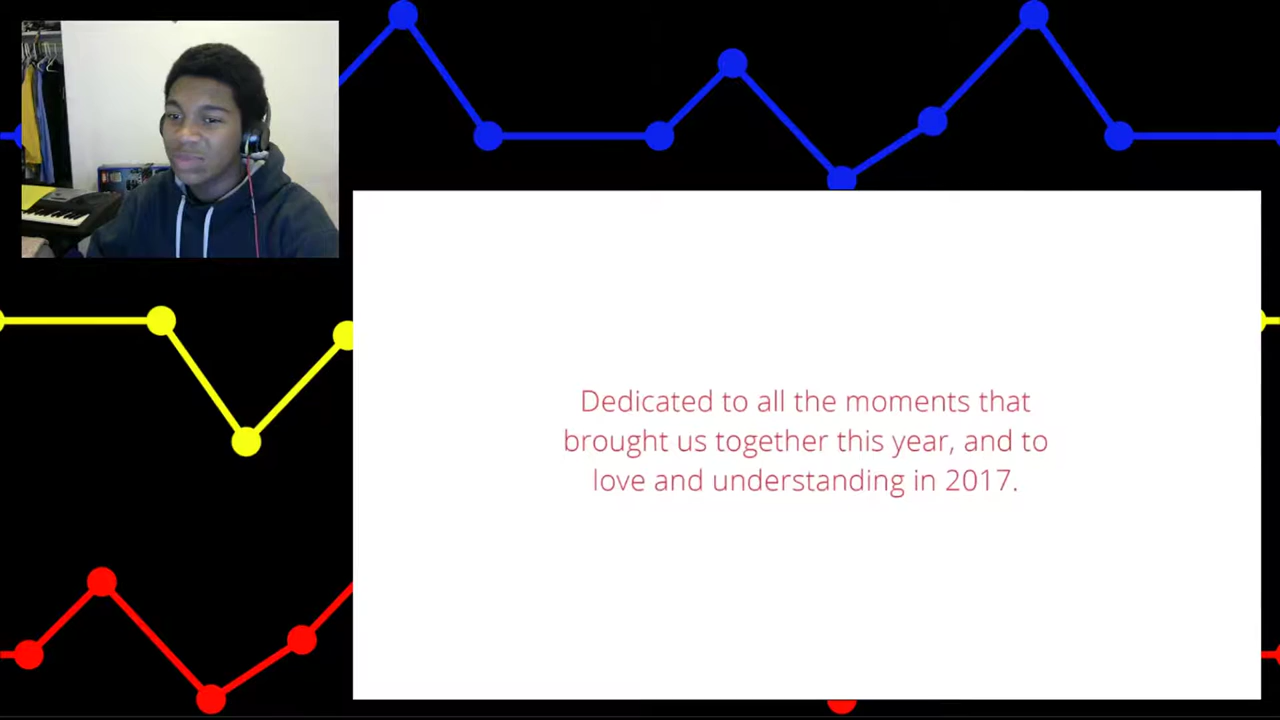 Dedicated to all the moments that
brought us together this year, and to
love and understanding in 2017.